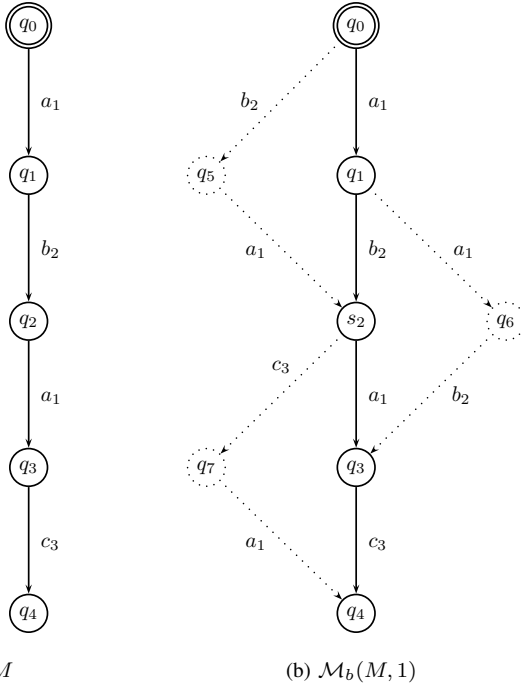 q0 q0
a1 b2 a1
q1 q5 q1
b2 a1 b2 a1
q2 s2 q6
a1 c3 a1 b2
q3 q7 q3
c3 a1 c3
q4 q4
M (b) M_b(M, 1)